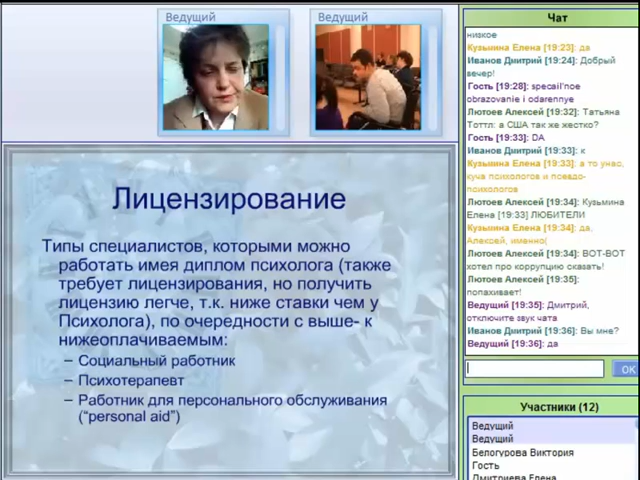 Ведущий
Ведущий
Лицензирование
Типы специалистов, которыми можно
работать имея диплом психолога (также
требует лицензирования, но получить
лицензию легче, т.к. ниже ставки чем у
Психолога), по очередности с выше- к
нижеоплачиваемым:
– Социальный работник
– Психотерапевт
– Работник для персонального обслуживания
(“personal aid”)
Чат
низкое
Кузьмина Елена [19:23]: да
Иванов Дмитрий [19:24]: Добрый
вечер!
Гость [19:28]: specail'noe
obrazovanie i odarennye
Лютоев Алексей [19:32]: Татьяна
Тоттл: а США так же жестко?
Гость [19:33]: DA
Иванов Дмитрий [19:33]: к
Кузьмина Елена [19:33]: а то у нас,
куча психологов и псевдо-
психологов
Лютоев Алексей [19:34]: Кузьмина
Елена [19:33] ЛЮБИТЕЛИ
Кузьмина Елена [19:34]: да,
Алексей, именно(
Лютоев Алексей [19:34]: ВОТ-ВОТ
хотел про коррупцию сказать!
Лютоев Алексей [19:35]:
попахивает!
Ведущий [19:35]: Дмитрий,
отключите звук чата
Иванов Дмитрий [19:36]: Вы мне?
Ведущий [19:36]: да
ОК
Участники (12)
Ведущий
Ведущий
Белогурова Виктория
Гость
Дмитриева Елена